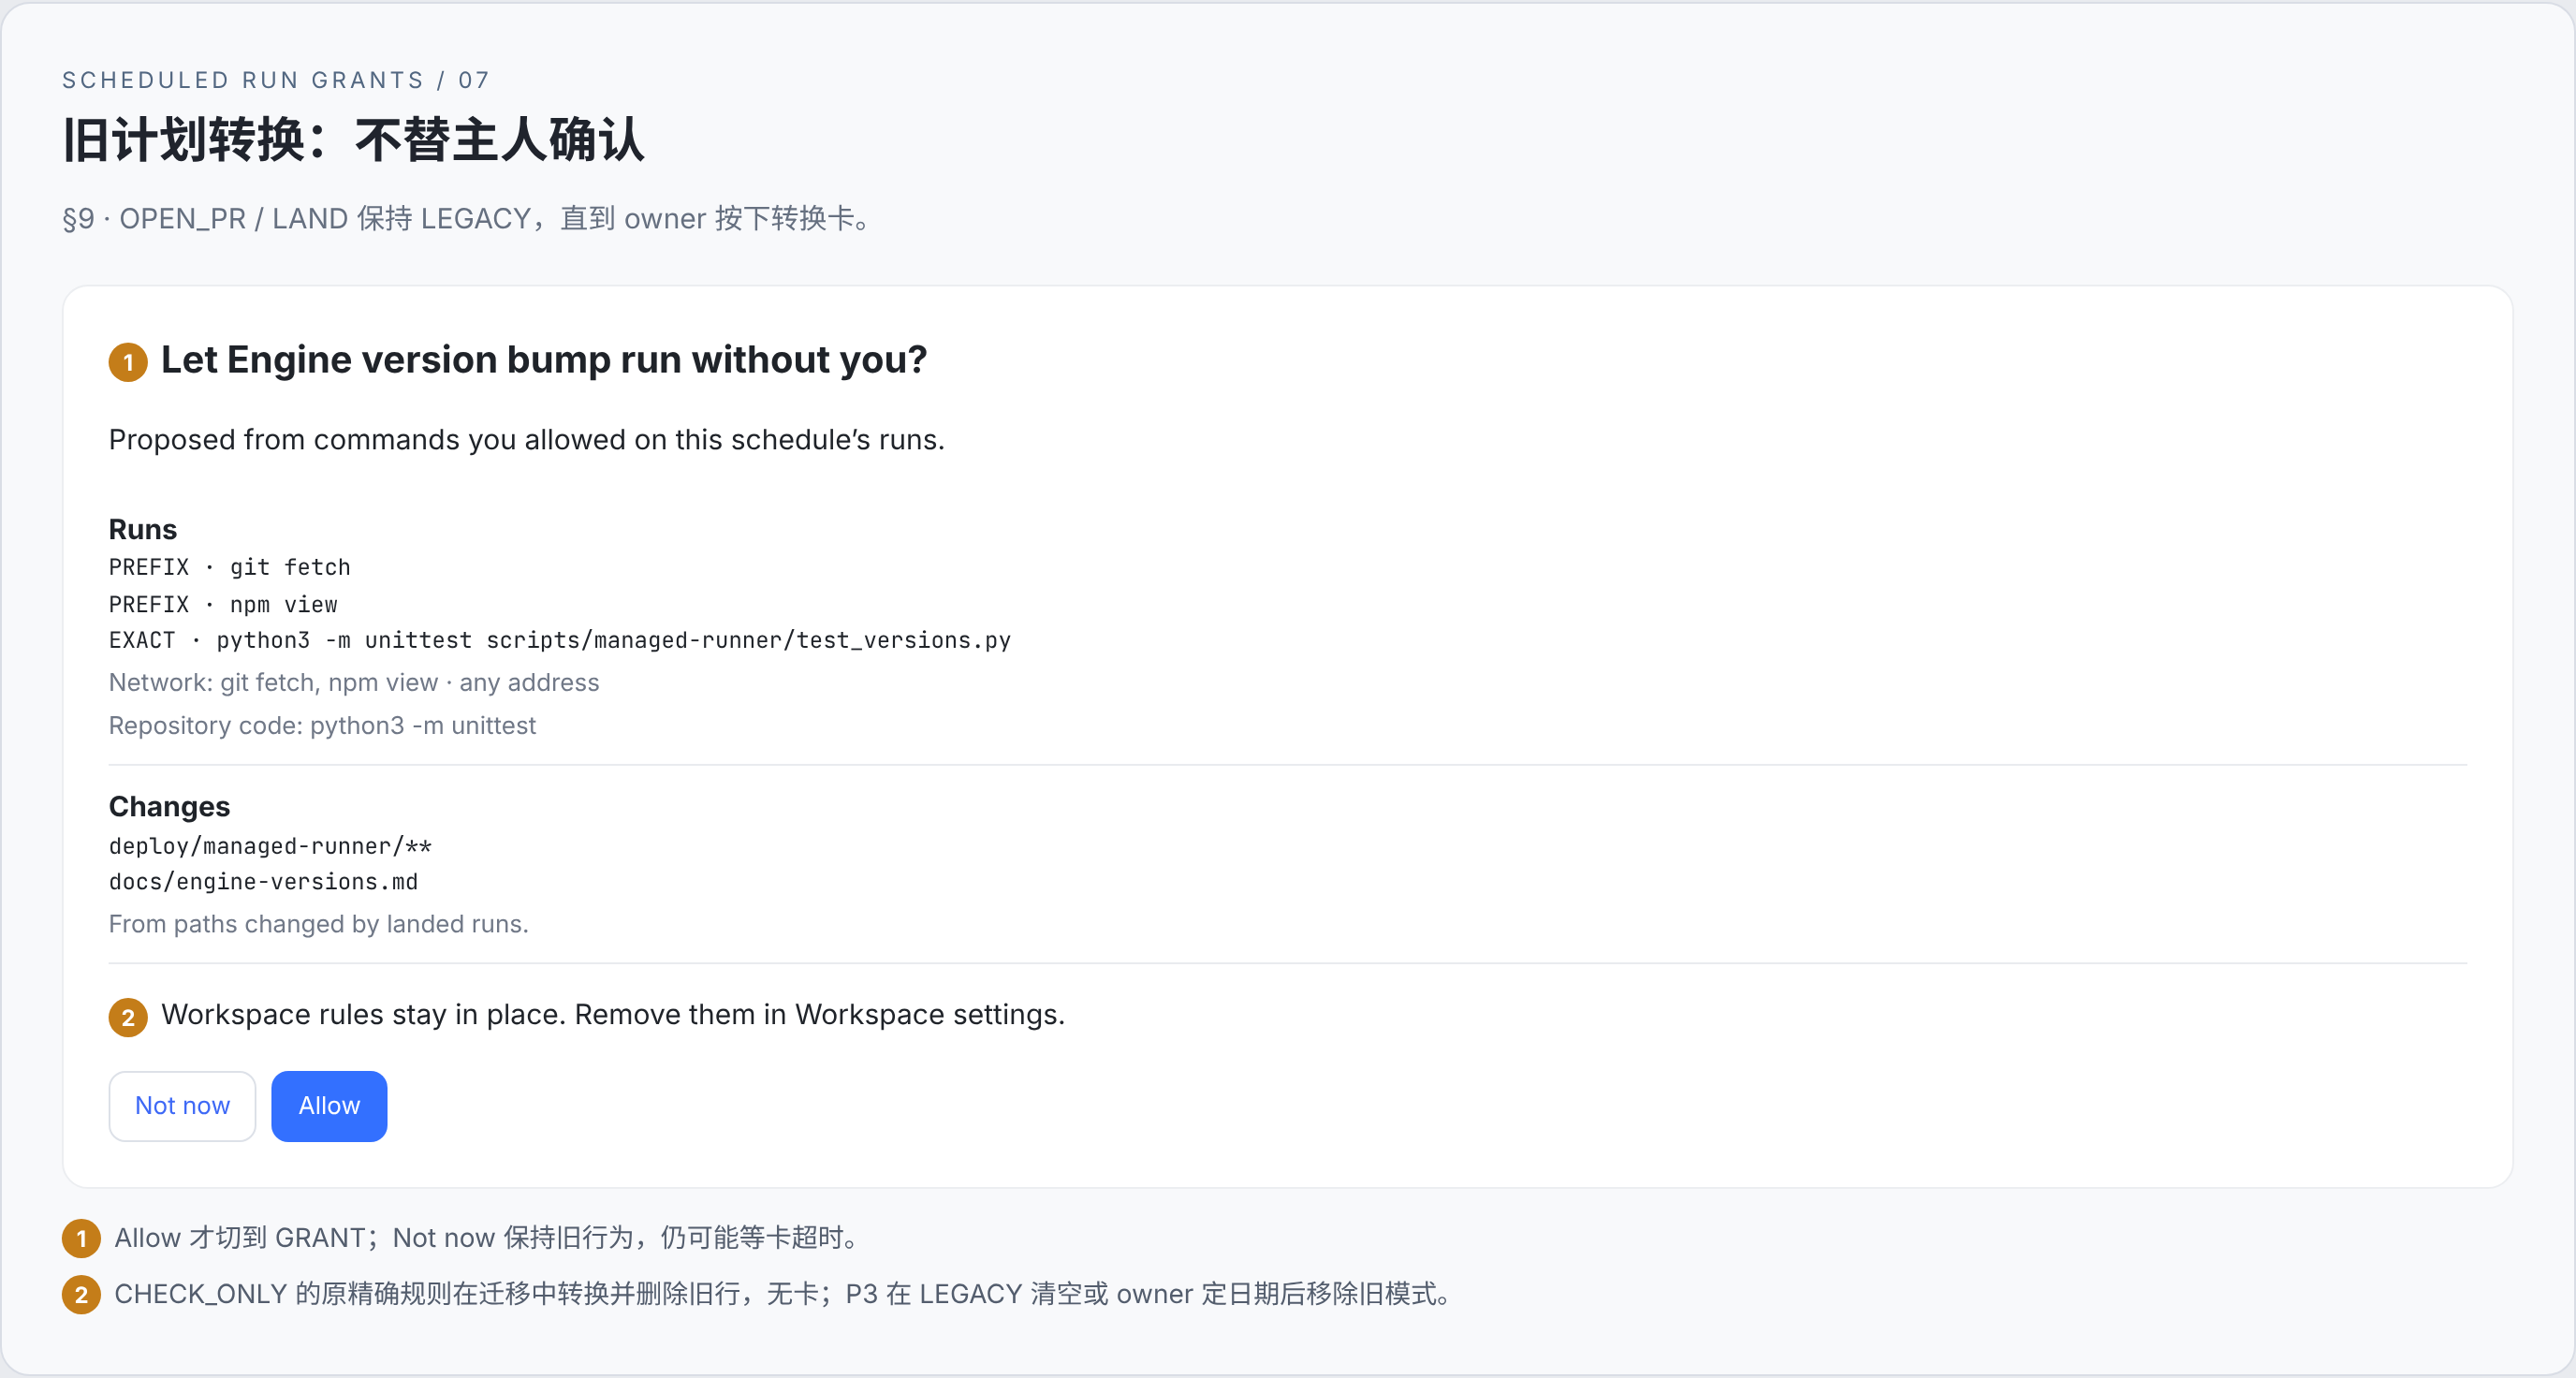 SCHEDULED RUN GRANTS / 07
旧计划转换：不替主人确认
§9 · OPEN_PR / LAND 保持 LEGACY，直到 owner 按下转换卡。
1 Let Engine version bump run without you?
Proposed from commands you allowed on this schedule’s runs.
Runs
PREFIX · git fetch
PREFIX · npm view
EXACT · python3 -m unittest scripts/managed-runner/test_versions.py
Network: git fetch, npm view · any address
Repository code: python3 -m unittest
Changes
deploy/managed-runner/**
docs/engine-versions.md
From paths changed by landed runs.
2 Workspace rules stay in place. Remove them in Workspace settings.
Not now Allow
1 Allow 才切到 GRANT；Not now 保持旧行为，仍可能等卡超时。
2 CHECK_ONLY 的原精确规则在迁移中转换并删除旧行，无卡；P3 在 LEGACY 清空或 owner 定日期后移除旧模式。